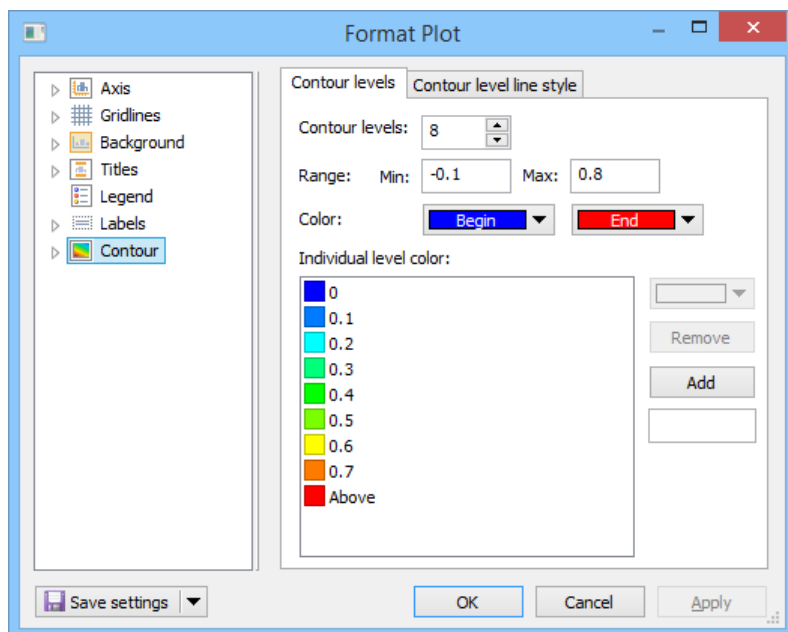 Format Plot
Axis
Gridlines
Background
Titles
Legend
Labels
Contour
Contour levels
Contour level line style
Contour levels: 8
Range: Min: -0.1 Max: 0.8
Color: Begin End
Individual level color:
0
0.1
0.2
0.3
0.4
0.5
0.6
0.7
Above
Remove
Add
Save settings
OK
Cancel
Apply